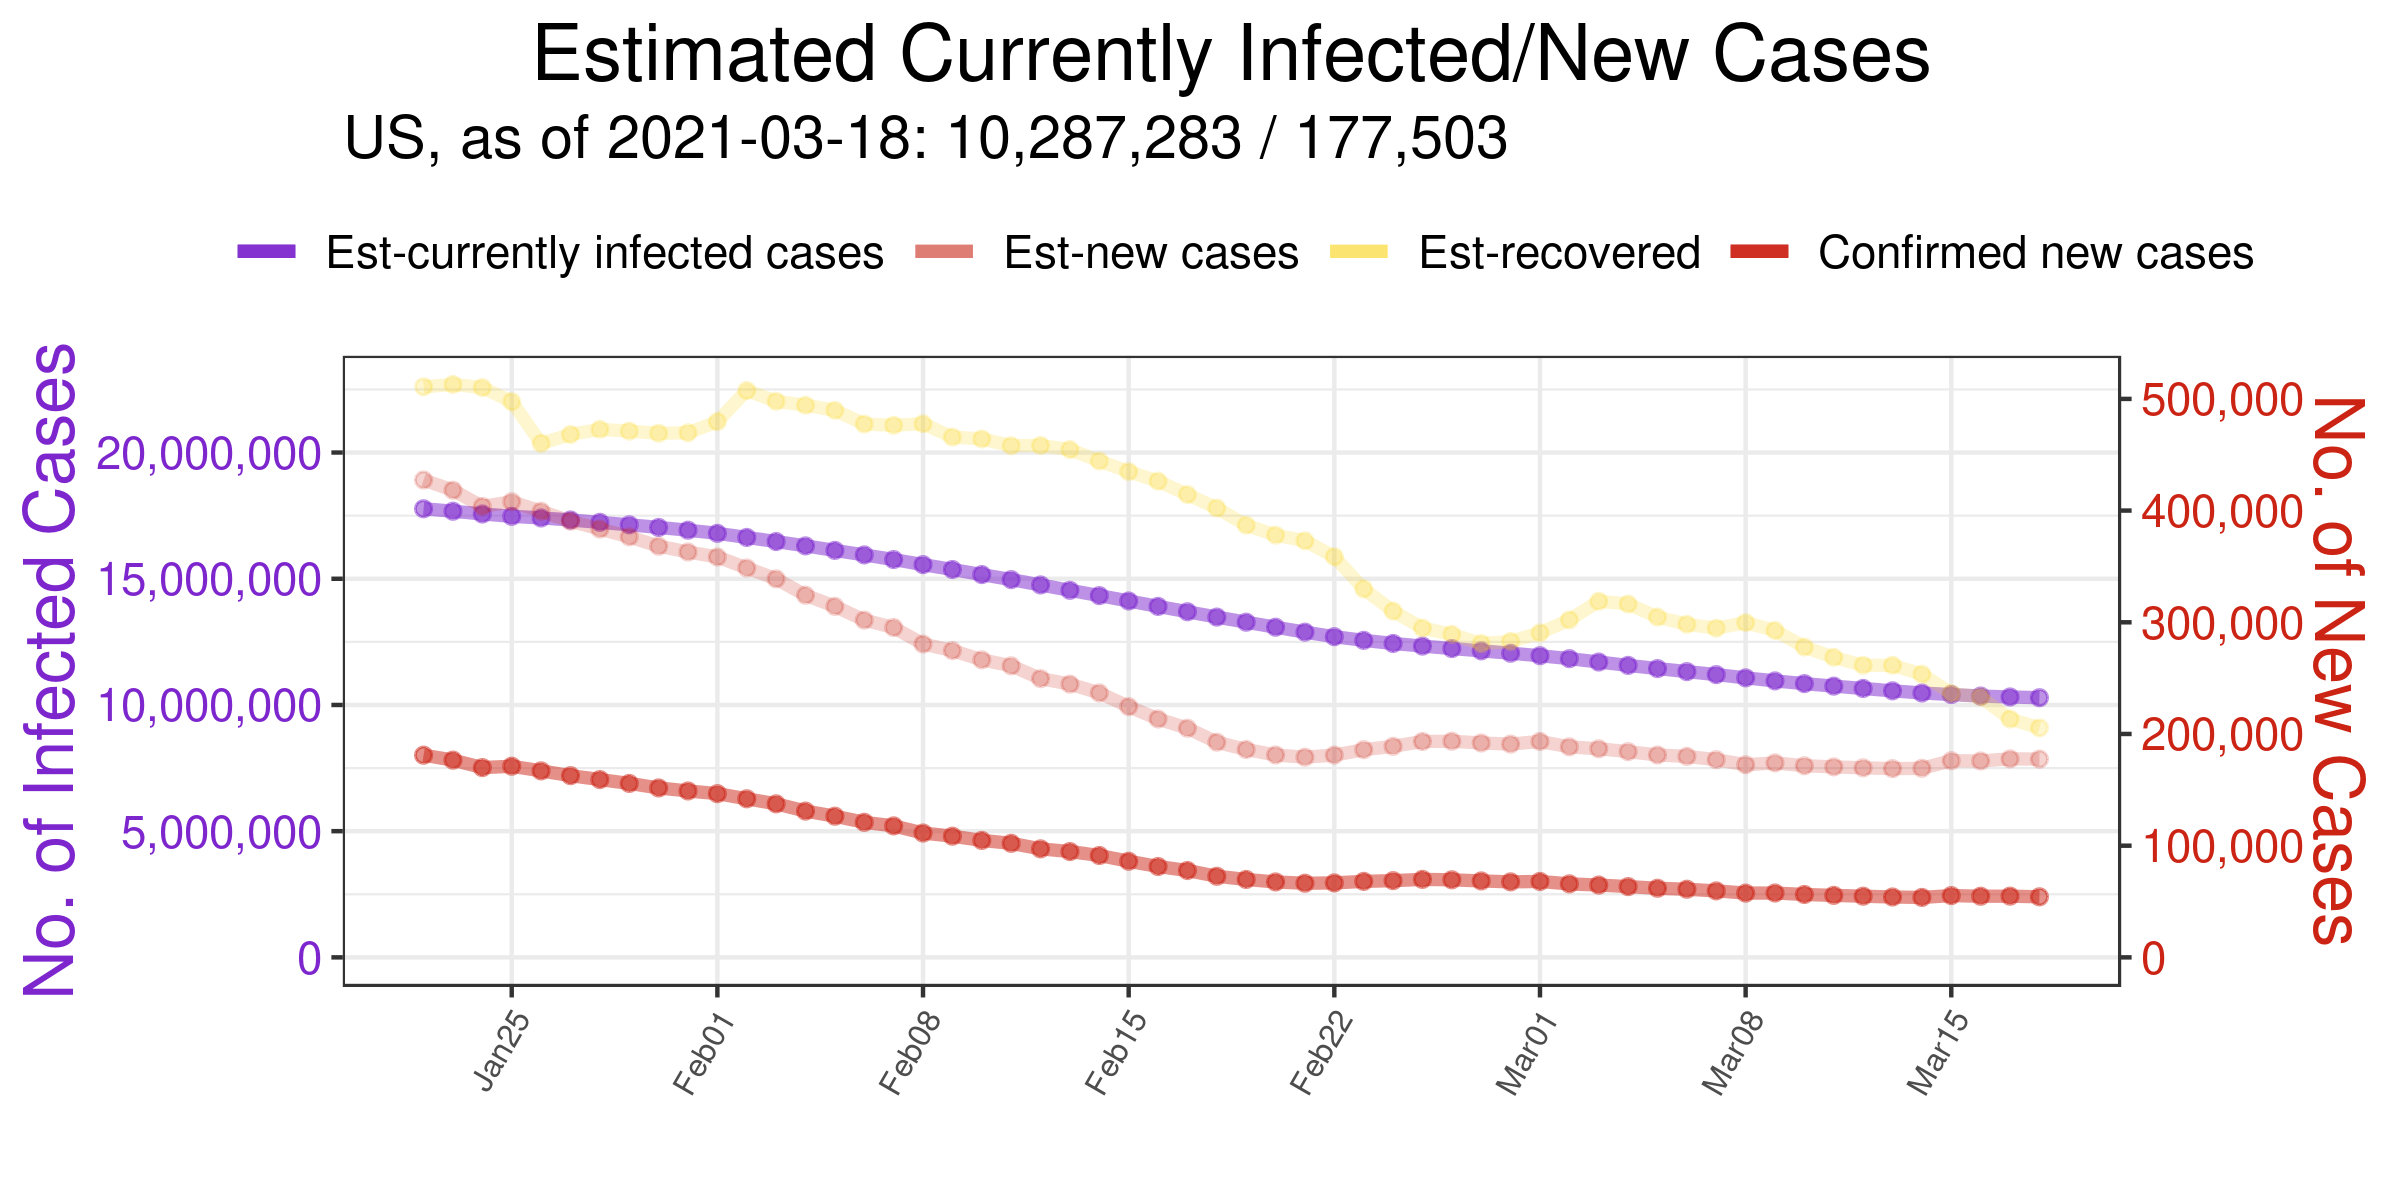 Estimated Currently Infected/New Cases
US, as of 2021-03-18: 10,287,283 / 177,503
Est-currently infected cases Est-new cases Est-recovered Confirmed new cases
No. of Infected Cases
20,000,000
15,000,000
10,000,000
5,000,000
0
500,000
400,000
300,000
200,000
100,000
0
No. of New Cases
Jan25 Feb01 Feb08 Feb15 Feb22 Mar01 Mar08 Mar15